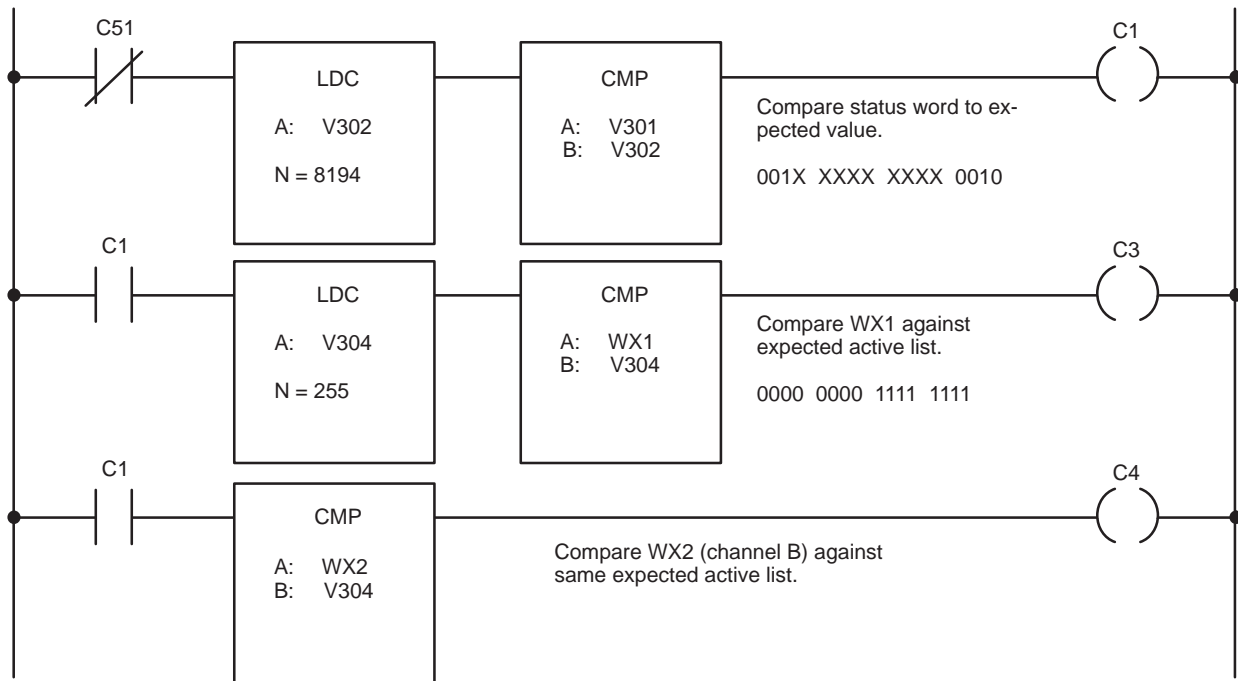 C51
C1
LDC
CMP
A: V302
A: V301
B: V302
N = 8194
Compare status word to ex-
pected value.
001X XXXX XXXX 0010
C1
C3
LDC
CMP
A: V304
A: WX1
B: V304
N = 255
Compare WX1 against
expected active list.
0000 0000 1111 1111
C1
C4
CMP
A: WX2
B: V304
Compare WX2 (channel B) against
same expected active list.